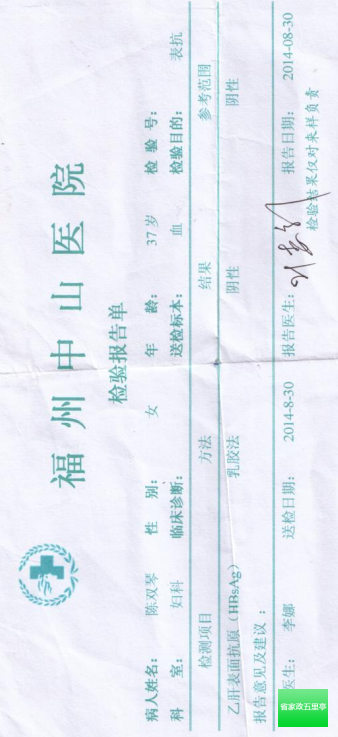 福州中山医院
检验报告单
病人姓名： 陈双琴 性 别： 女 年 龄： 37岁 检 验 号：
科 室： 妇科 临床诊断： 送检标本： 血 检验目的： 表抗
检测项目 方法 结果 参考范围
乙肝表面抗原（HBsAg） 乳胶法 阴性 阴性
报告意见及建议：
医生： 李娜 送检日期： 2014-8-30 报告医生： 报告日期： 2014-08-30
检验结果仅对来样负责
省家政五里亭